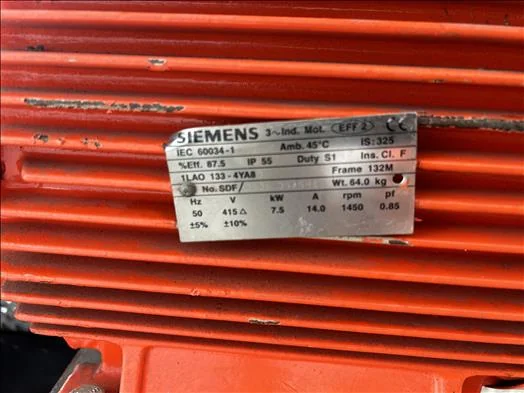 SIEMENS 3~Ind. Mot. EFF 2 CE
IEC 60034-1 Amb. 45°C IS:325
%Eff. 87.5 IP 55 Duty S1 Ins. Cl. F
1LAO 133-4YA8 Frame 132M
No. SDF/ Wt. 64.0 kg
Hz V kW A rpm pf
50 415 △ 7.5 14.0 1450 0.85
±5% ±10%